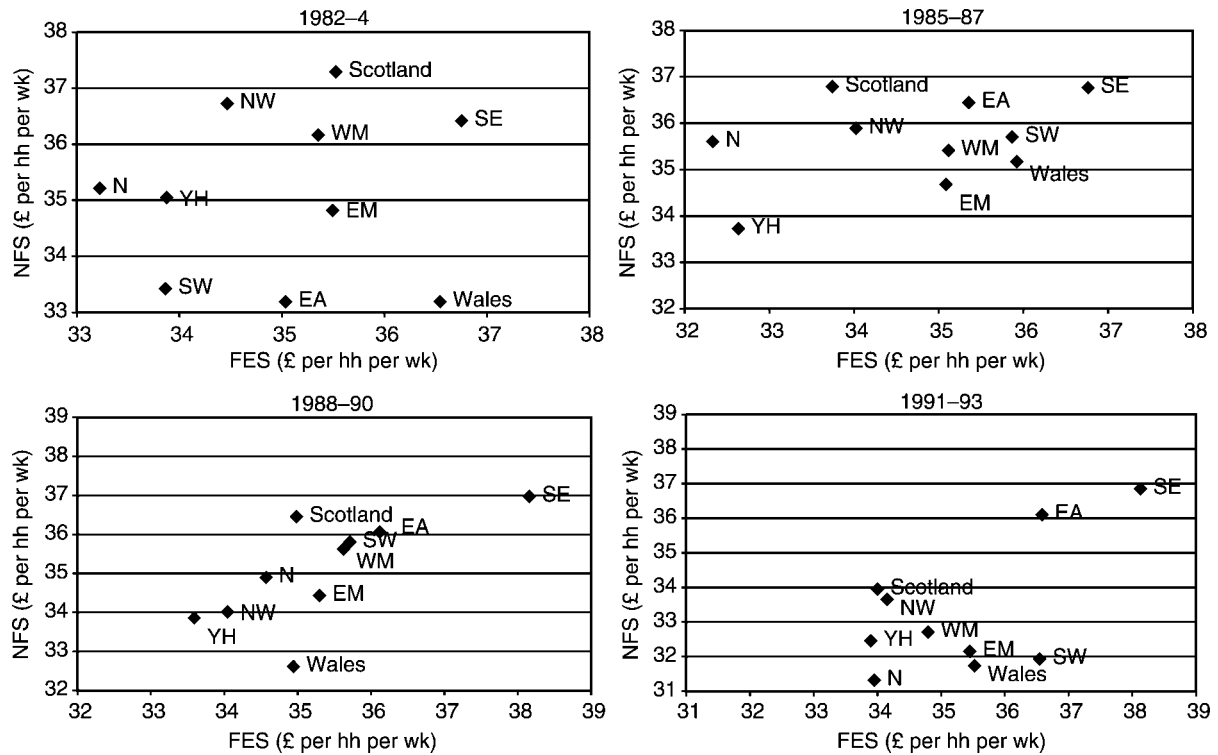 1982–4
NFS (£ per hh per wk)
38
37
36
35
34
33
Scotland
NW
SE
WM
N
YH
EM
SW
EA
Wales
33 34 35 36 37 38
FES (£ per hh per wk)
1985–87
NFS (£ per hh per wk)
38
37
36
35
34
33
32
Scotland
EA
SE
NW
SW
N
WM
Wales
EM
YH
32 33 34 35 36 37 38
FES (£ per hh per wk)
1988–90
NFS (£ per hh per wk)
39
38
37
36
35
34
33
32
SE
Scotland
EA
SW
WM
N
EM
NW
YH
Wales
32 33 34 35 36 37 38 39
FES (£ per hh per wk)
1991–93
NFS (£ per hh per wk)
39
38
37
36
35
34
33
32
31
SE
EA
Scotland
NW
WM
YH
EM
SW
Wales
N
31 32 33 34 35 36 37 38 39
FES (£ per hh per wk)